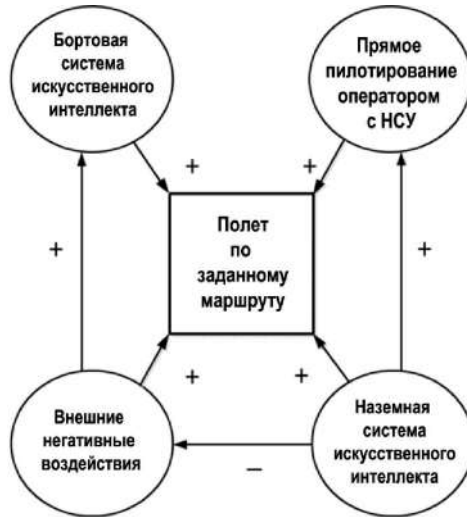 Бортовая
система
искусственного
интеллекта
Прямое
пилотирование
оператором
с НСУ
+
+
Полет
по
заданному
маршруту
+
+
+
+
Внешние
негативные
воздействия
–
Наземная
система
искусственного
интеллекта